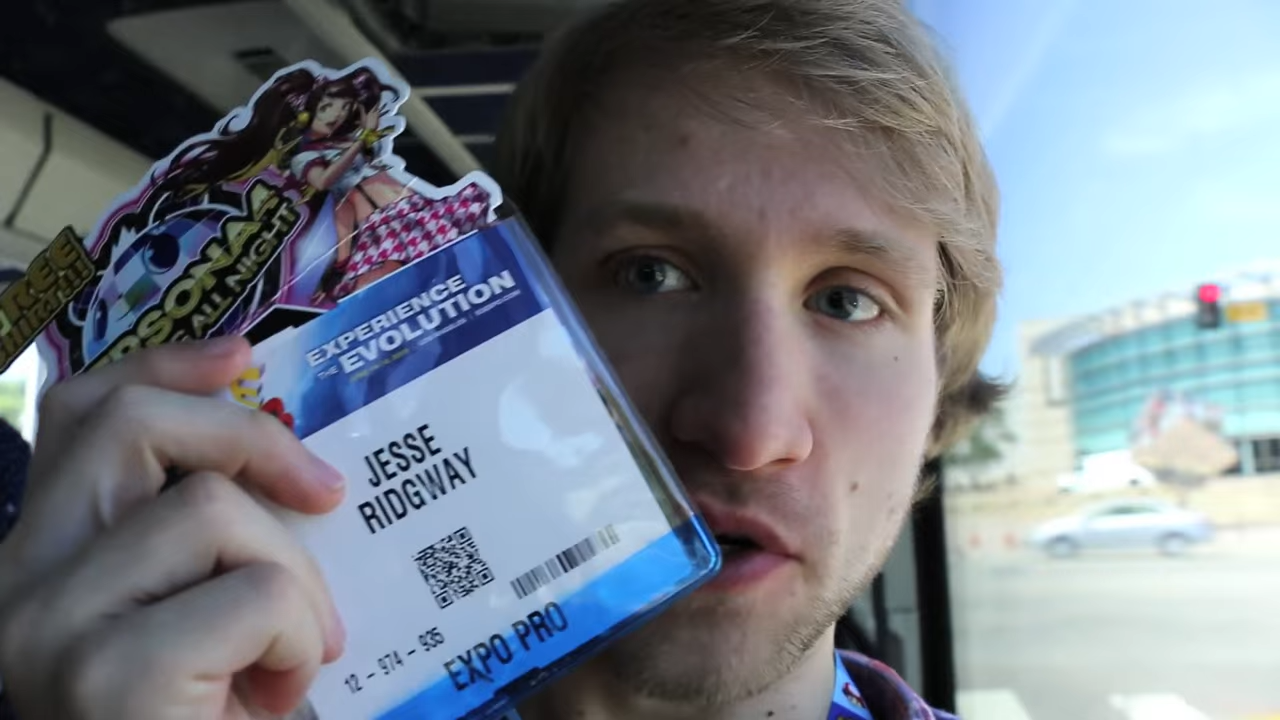 PERSONA
ALL NIGHT
EXPERIENCE
THE EVOLUTION
JESSE
RIDGWAY
12 - 974 - 935
EXPO PRO